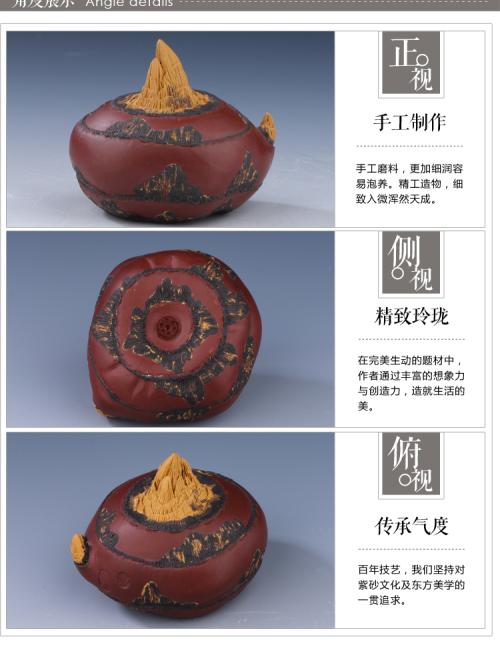 角度展示 Angle details
正视
手工制作
手工磨料，更加细润容
易泡养。精工造物，细
致入微浑然天成。
侧视
精致玲珑
在完美生动的题材中，
作者通过丰富的想象力
与创造力，造就生活的
美。
俯视
传承气度
百年技艺，我们坚持对
紫砂文化及东方美学的
一贯追求。